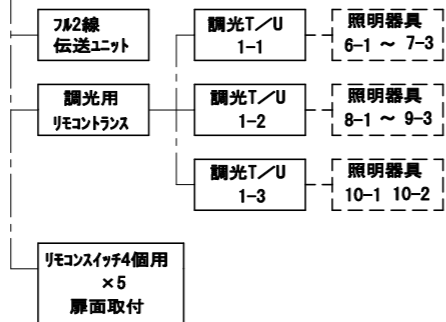 フル2線
伝送ユニット
調光T／U
1-1
照明器具
6-1 ～ 7-3
調光用
リモコントランス
調光T／U
1-2
照明器具
8-1 ～ 9-3
調光T／U
1-3
照明器具
10-1 10-2
リモコンスイッチ4個用
×5
扉面取付